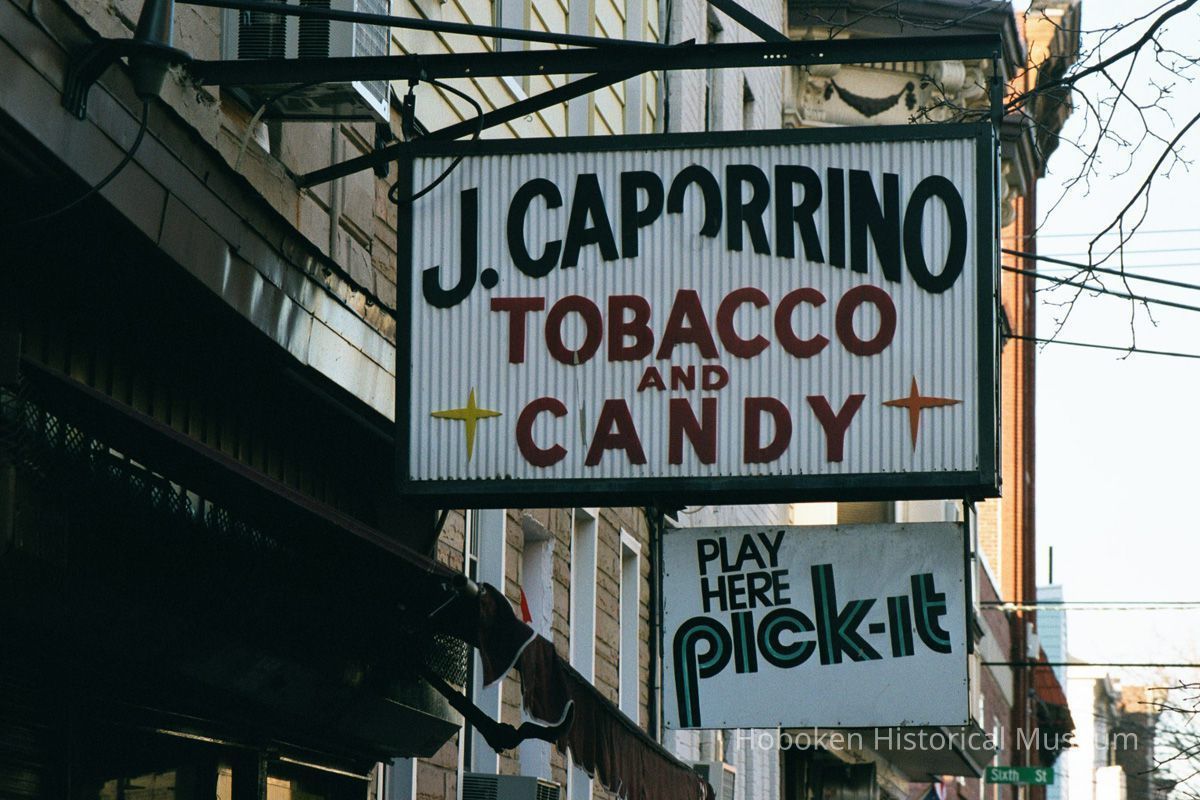 J. CAPORRINO
TOBACCO
AND
CANDY
PLAY
HERE
pick-it
Hoboken Historical Museum
Sixth St